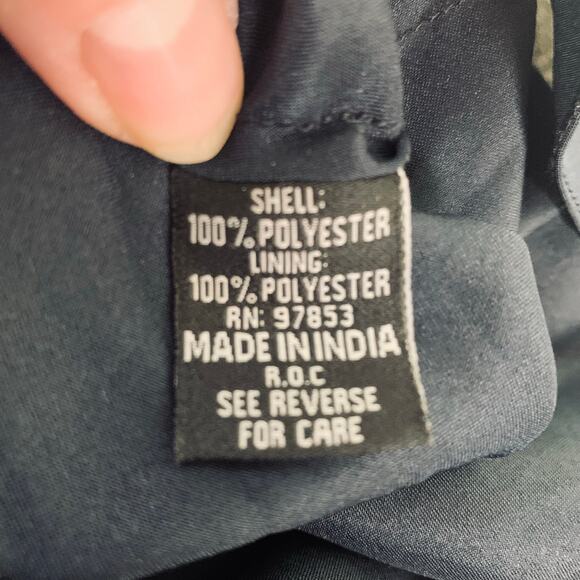 SHELL:
100% POLYESTER
LINING:
100% POLYESTER
RN: 97853
MADE IN INDIA
R.O.C
SEE REVERSE
FOR CARE